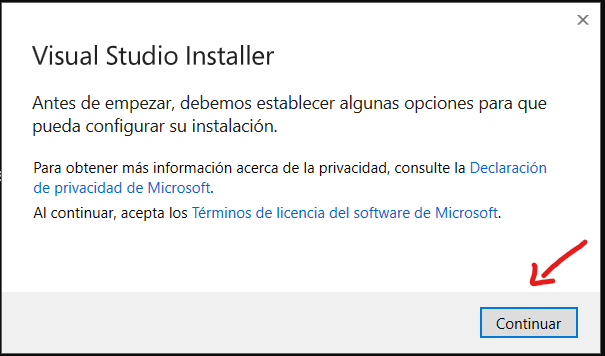 Visual Studio Installer
Antes de empezar, debemos establecer algunas opciones para que
pueda configurar su instalación.
Para obtener más información acerca de la privacidad, consulte la Declaración
de privacidad de Microsoft.
Al continuar, acepta los Términos de licencia del software de Microsoft.
Continuar